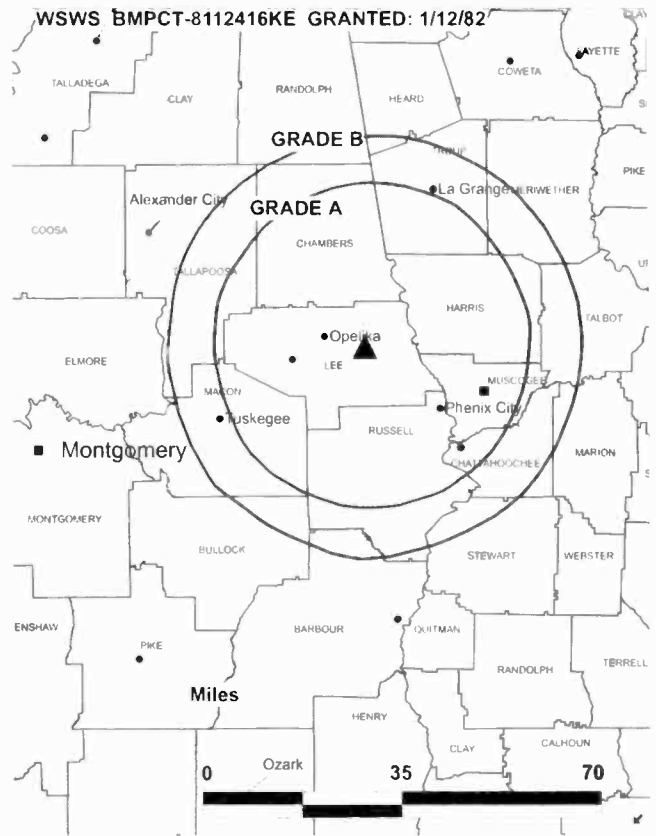 WSWS BMPCT-8112416KE GRANTED: 1/12/82
FAYETTE
COWETA
TALLADEGA
CLAY
RANDOLPH
HEARD
GRADE B
TROUP
PIKE
La Grange
MERIWETHER
Alexander City
GRADE A
COOSA
CHAMBERS
TALLAPOOSA
HARRIS
TALBOT
Opelika
ELMORE
LEE
MUSCOGEE
MACON
Phenix City
Tuskegee
RUSSELL
Montgomery
MARION
CHATTAHOOCHEE
MONTGOMERY
BULLOCK
STEWART
WEBSTER
ENSHAW
BARBOUR
QUITMAN
PIKE
TERRELL
RANDOLPH
Miles
HENRY
CLAY
CALHOUN
Ozark
0 35 70